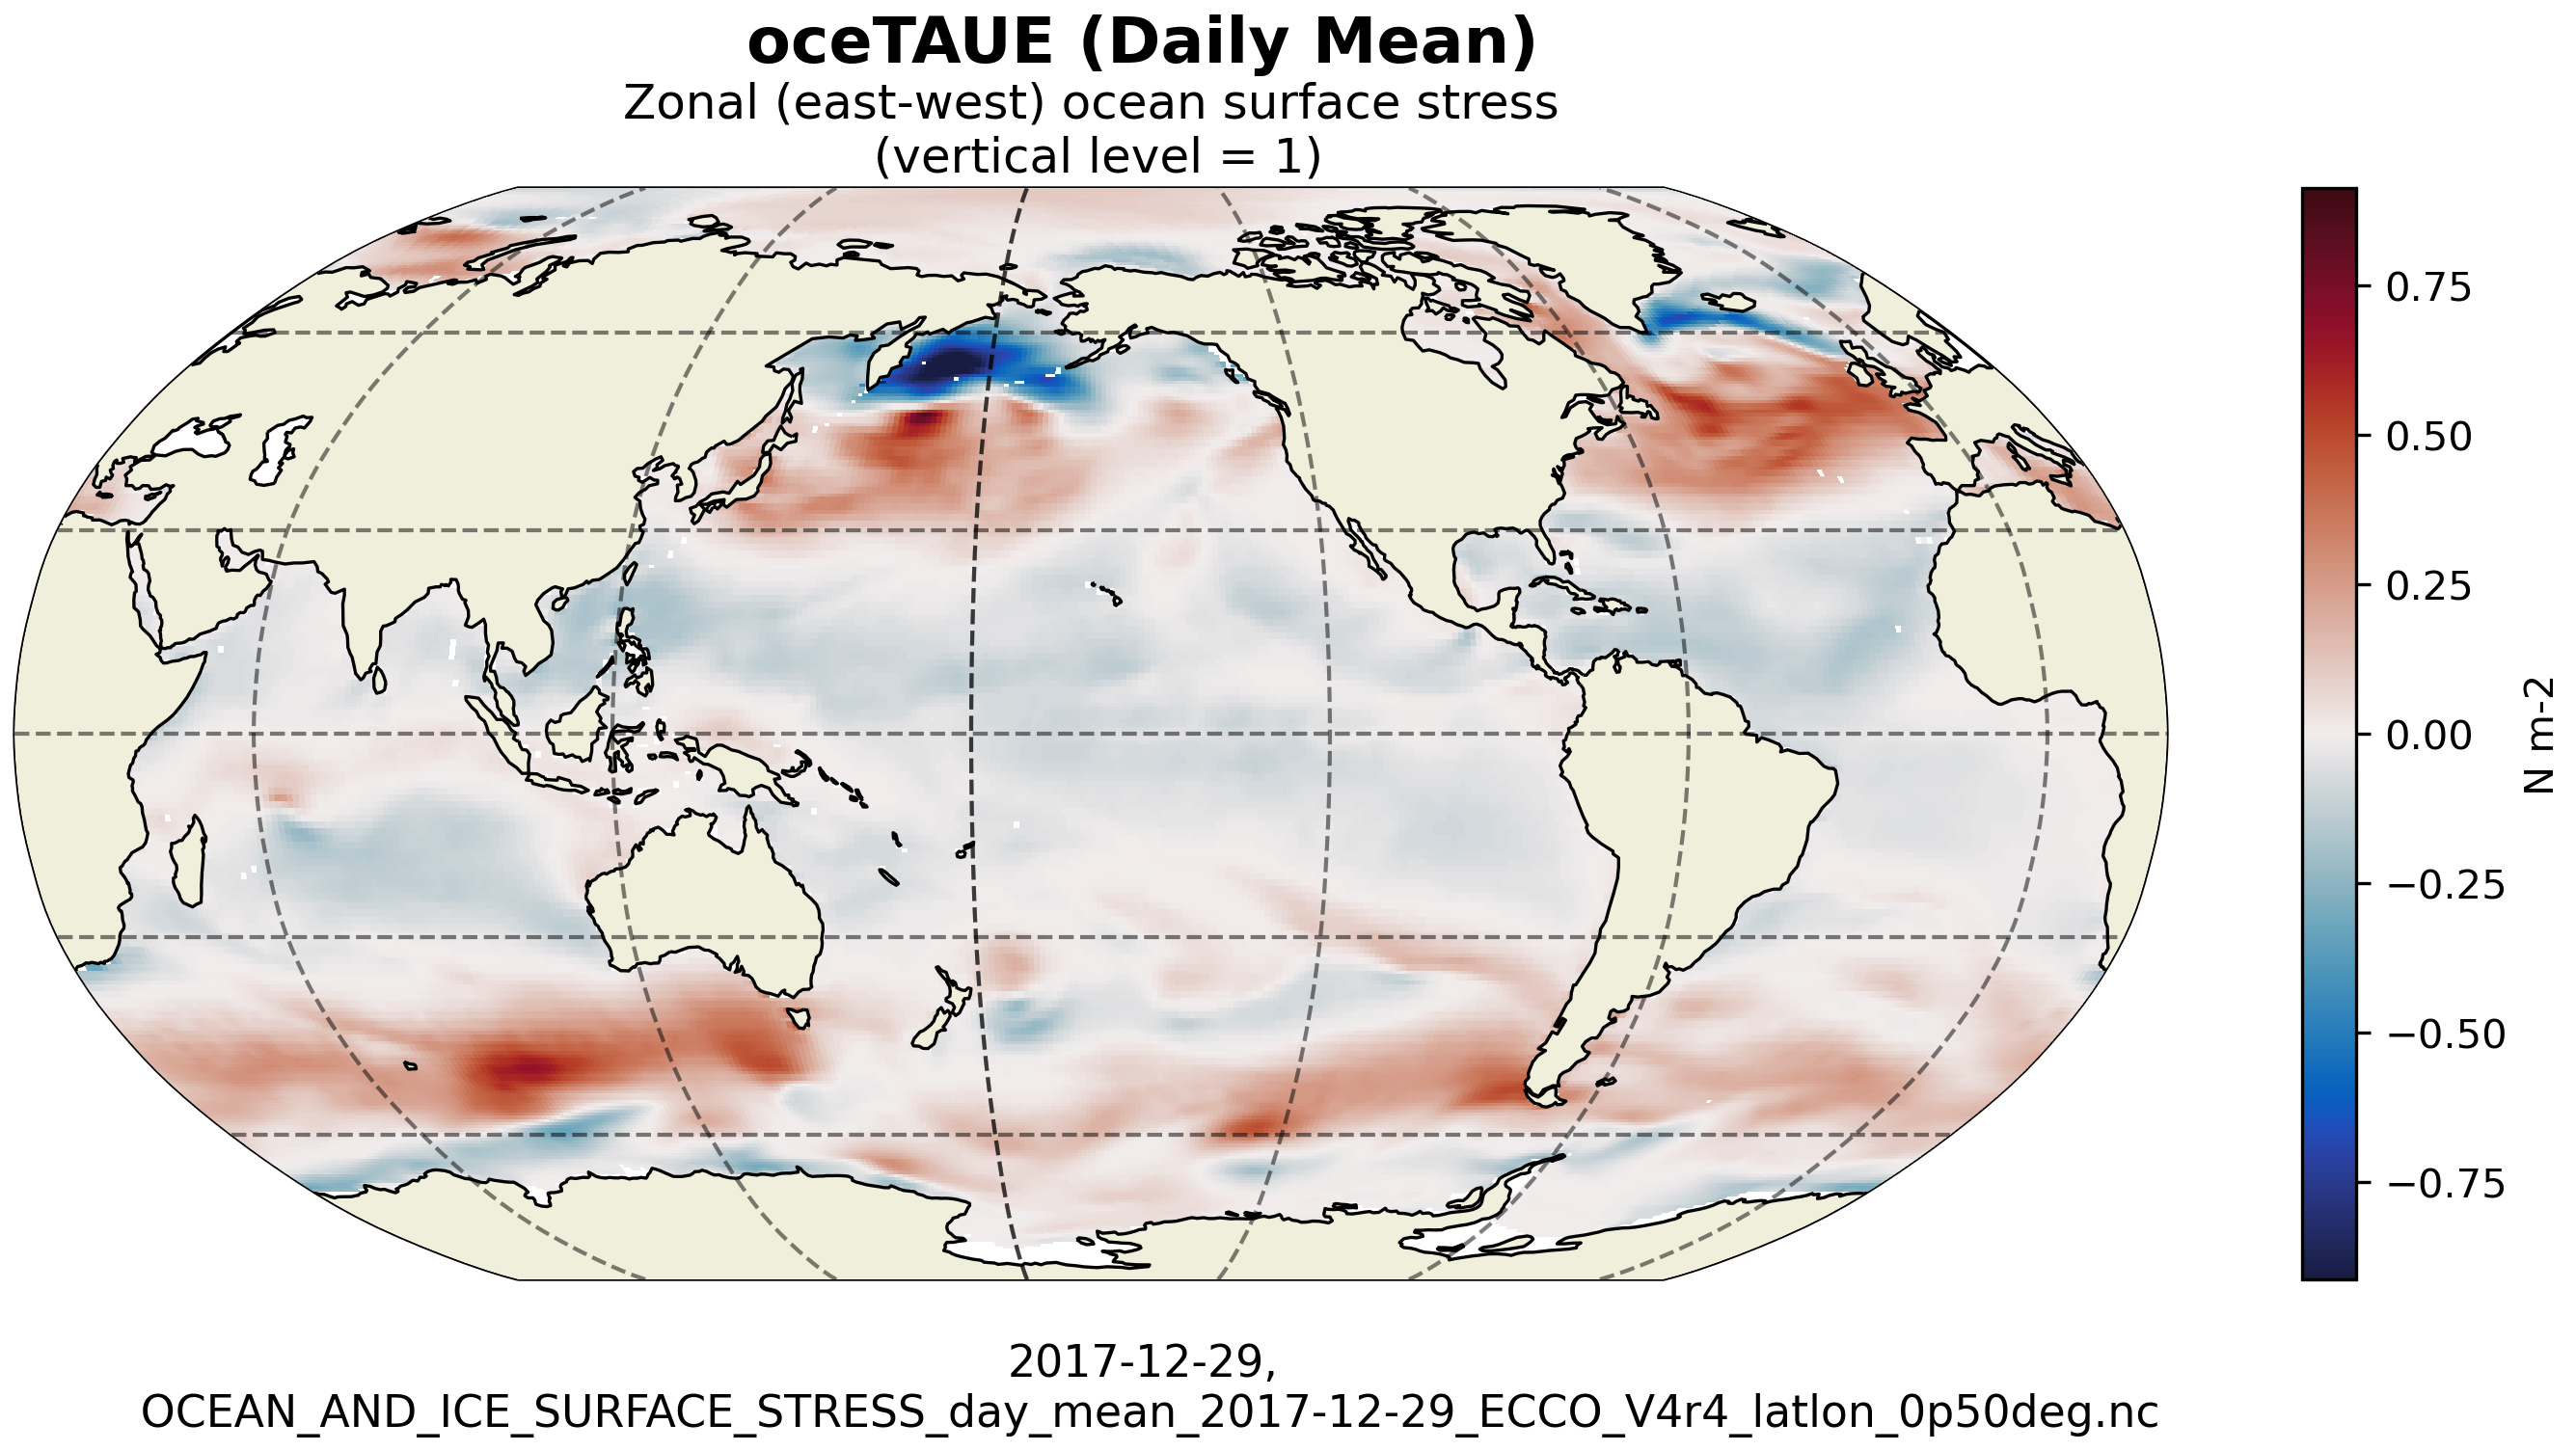 oceTAUE (Daily Mean)
Zonal (east-west) ocean surface stress
(vertical level = 1)
0.75
0.50
0.25
0.00
−0.25
−0.50
−0.75
N m-2
2017-12-29,
OCEAN_AND_ICE_SURFACE_STRESS_day_mean_2017-12-29_ECCO_V4r4_latlon_0p50deg.nc